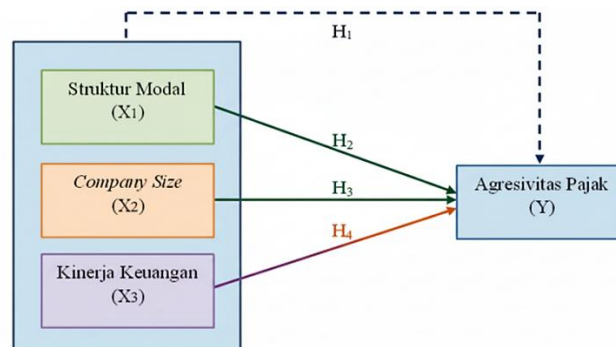 H₁
Struktur Modal
(X₁)
H₂
Company Size
(X₂)
H₃
Agresivitas Pajak
(Y)
H₄
Kinerja Keuangan
(X₃)